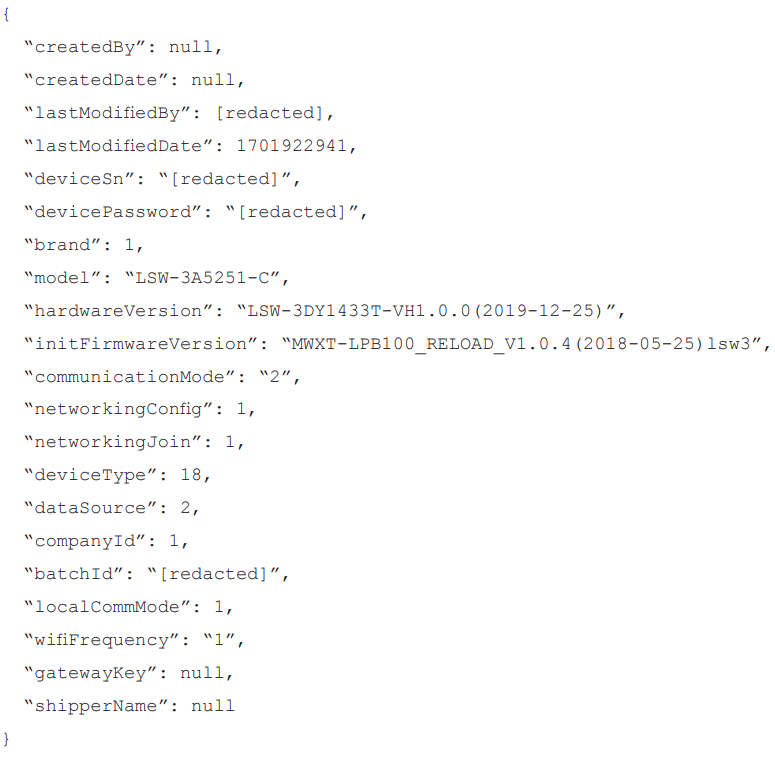 {
“createdBy”: null,
“createdDate”: null,
“lastModifiedBy”: [redacted],
“lastModifiedDate”: 1701922941,
“deviceSn”: “[redacted]”,
“devicePassword”: “[redacted]”,
“brand”: 1,
“model”: “LSW-3A5251-C”,
“hardwareVersion”: “LSW-3DY1433T-VH1.0.0(2019-12-25)”,
“initFirmwareVersion”: “MWXT-LPB100_RELOAD_V1.0.4(2018-05-25)lsw3”,
“communicationMode”: “2”,
“networkingConfig”: 1,
“networkingJoin”: 1,
“deviceType”: 18,
“dataSource”: 2,
“companyId”: 1,
“batchId”: “[redacted]”,
“localCommMode”: 1,
“wifiFrequency”: “1”,
“gatewayKey”: null,
“shipperName”: null
}